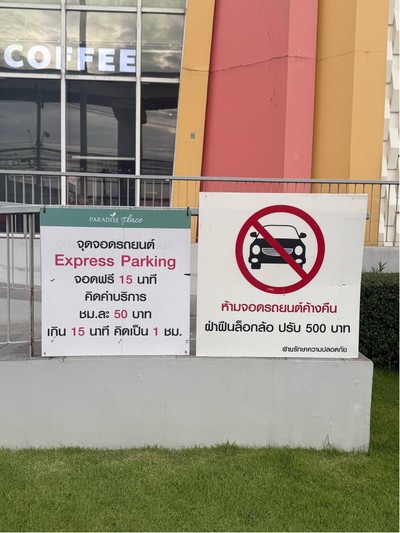 COFFEE
PARADISE Place
จุดจอดรถยนต์
Express Parking
จอดฟรี 15 นาที
คิดค่าบริการ
ชม.ละ 50 บาท
เกิน 15 นาที คิดเป็น 1 ชม.
ห้ามจอดรถยนต์ค้างคืน
ฝ่าฝืนล็อกล้อ ปรับ 500 บาท
ฝ่ายรักษาความปลอดภัย